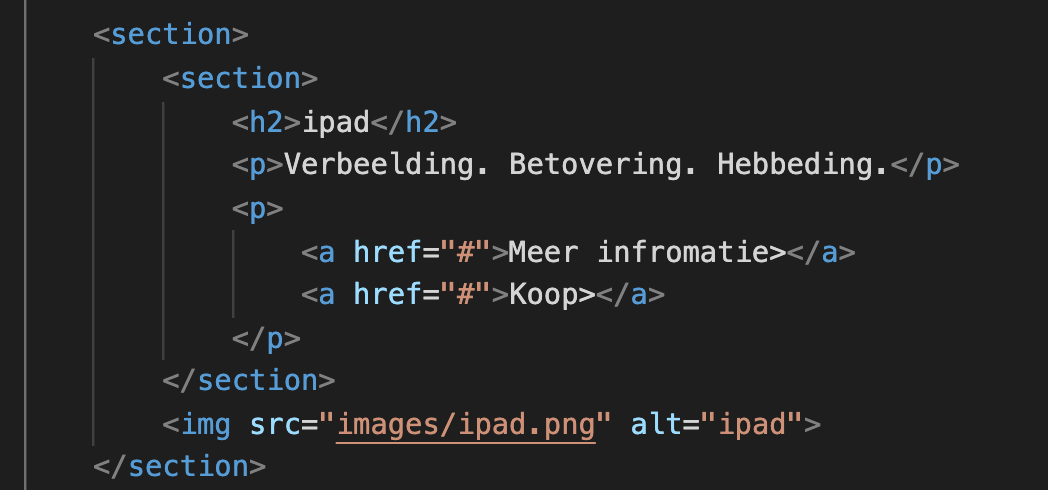 <section>
<section>
<h2>ipad</h2>
<p>Verbeelding. Betovering. Hebbeding.</p>
<p>
<a href="#">Meer infromatie></a>
<a href="#">Koop></a>
</p>
</section>
<img src="images/ipad.png" alt="ipad">
</section>